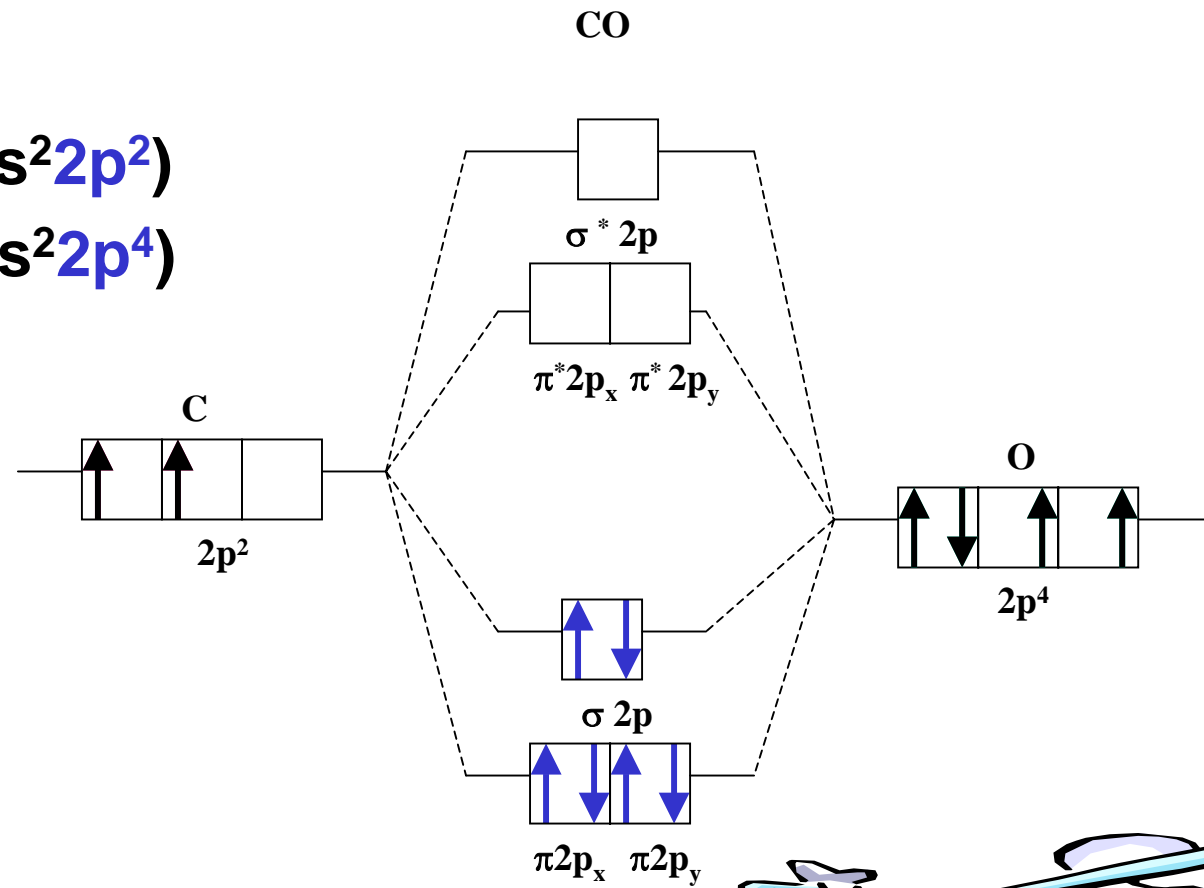 CO
s²2p²)
s²2p⁴)
σ * 2p
π*2pₓ π* 2pᵧ
C
2p²
O
2p⁴
σ 2p
π2pₓ π2pᵧ